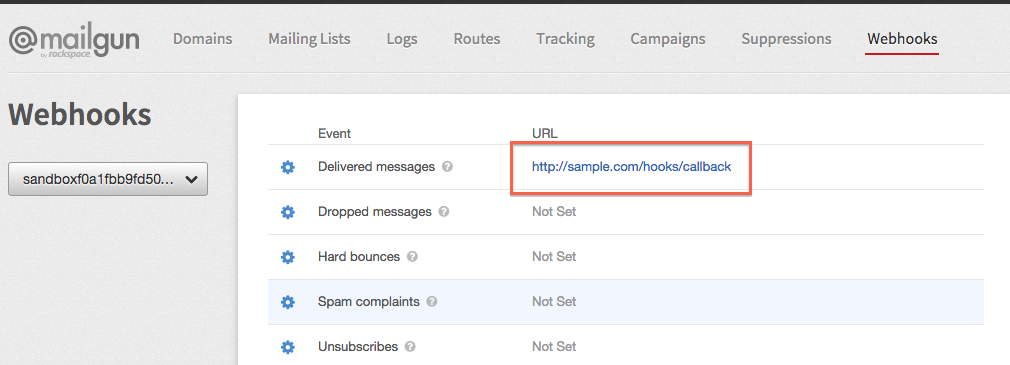 @mailgun
by rackspace
Domains Mailing Lists Logs Routes Tracking Campaigns Suppressions Webhooks
Webhooks
sandboxf0a1fbb9fd50...
Event URL
Delivered messages ? http://sample.com/hooks/callback
Dropped messages ? Not Set
Hard bounces ? Not Set
Spam complaints ? Not Set
Unsubscribes ? Not Set